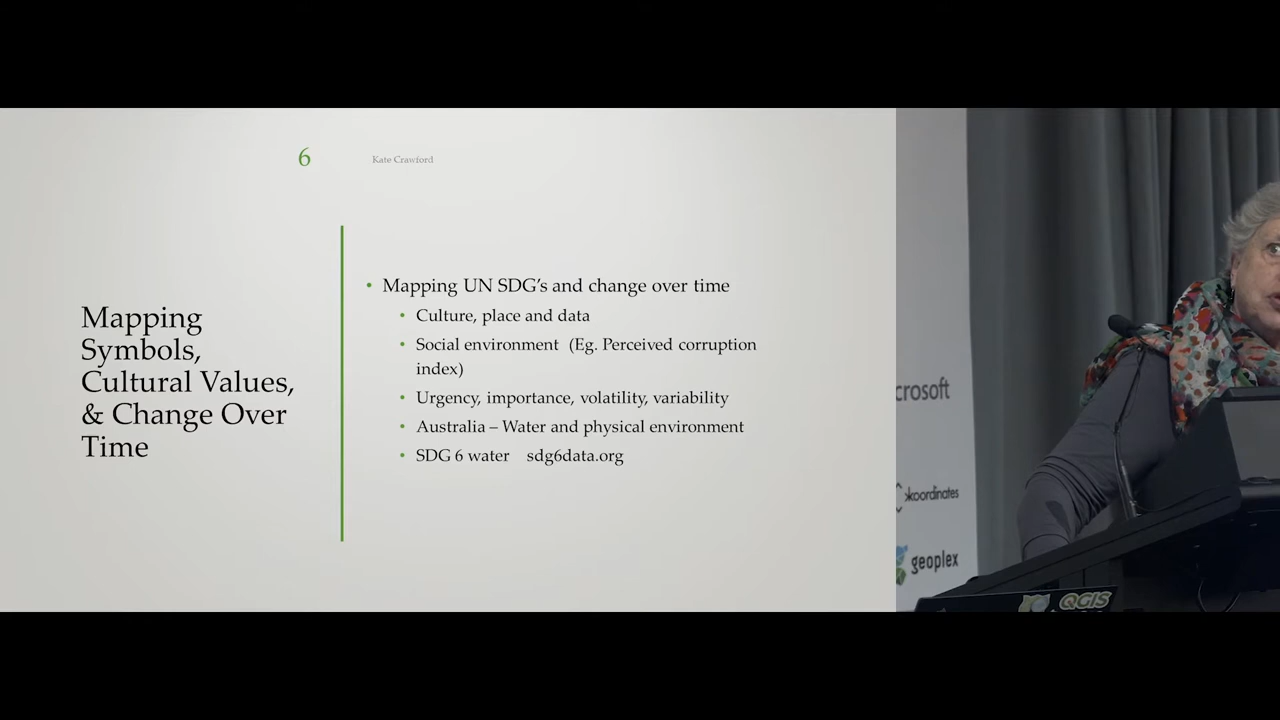 6
Kate Crawford
Mapping
Symbols,
Cultural Values,
& Change Over
Time
• Mapping UN SDG's and change over time
• Culture, place and data
• Social environment (Eg. Perceived corruption
index)
• Urgency, importance, volatility, variability
• Australia – Water and physical environment
• SDG 6 water sdg6data.org
crosoft
koordinates
geoplex
QGIS